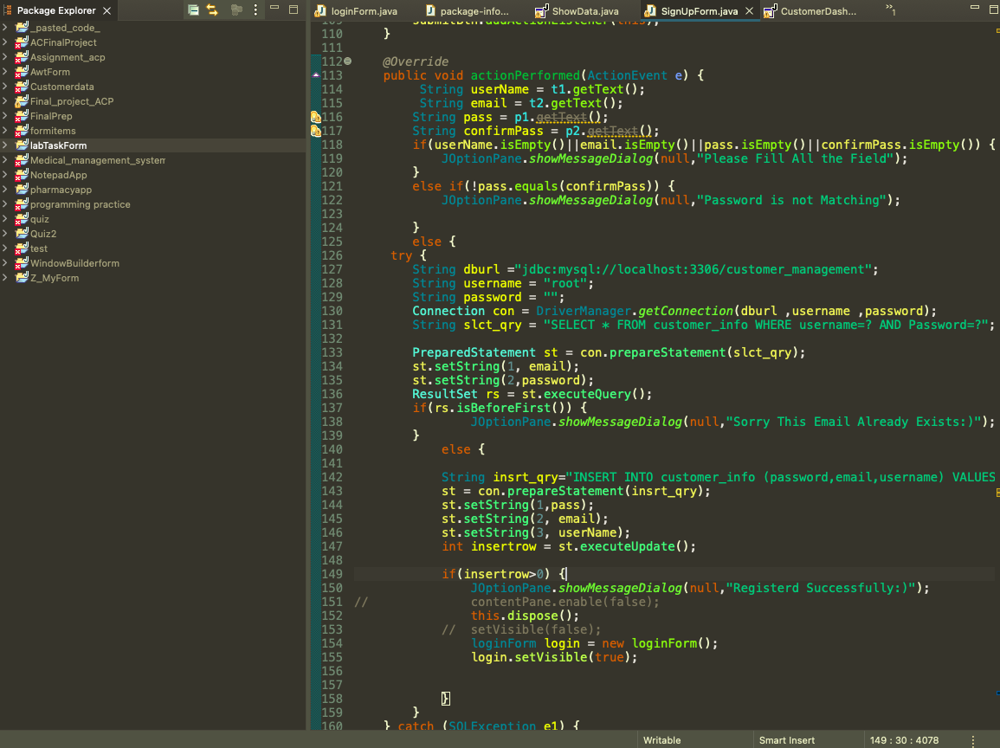 Package Explorer
loginForm.java
package-info...
ShowData.java
SignUpForm.java
CustomerDash...
»1
_pasted_code_
ACFinalProject
Assignment_acp
AwtForm
Customerdata
Final_project_ACP
FinalPrep
formitems
labTaskForm
Medical_management_system
NotepadApp
pharmacyapp
programming practice
quiz
Quiz2
test
WindowBuilderform
Z_MyForm
109 submitBtn.addActionListener(this);
110 }
111
112 @Override
113 public void actionPerformed(ActionEvent e) {
114 String userName = t1.getText();
115 String email = t2.getText();
116 String pass = p1.getText();
117 String confirmPass = p2.getText();
118 if(userName.isEmpty()||email.isEmpty()||pass.isEmpty()||confirmPass.isEmpty()) {
119 JOptionPane.showMessageDialog(null,"Please Fill All the Field");
120 }
121 else if(!pass.equals(confirmPass)) {
122 JOptionPane.showMessageDialog(null,"Password is not Matching");
123
124 }
125 else {
126 try {
127 String dburl ="jdbc:mysql://localhost:3306/customer_management";
128 String username = "root";
129 String password = "";
130 Connection con = DriverManager.getConnection(dburl ,username ,password);
131 String slct_qry = "SELECT * FROM customer_info WHERE username=? AND Password=?";
132
133 PreparedStatement st = con.prepareStatement(slct_qry);
134 st.setString(1, email);
135 st.setString(2,password);
136 ResultSet rs = st.executeQuery();
137 if(rs.isBeforeFirst()) {
138 JOptionPane.showMessageDialog(null,"Sorry This Email Already Exists:)");
139 }
140 else {
141
142 String insrt_qry="INSERT INTO customer_info (password,email,username) VALUES
143 st = con.prepareStatement(insrt_qry);
144 st.setString(1,pass);
145 st.setString(2, email);
146 st.setString(3, userName);
147 int insertrow = st.executeUpdate();
148
149 if(insertrow>0) {
150 JOptionPane.showMessageDialog(null,"Registerd Successfully:)");
151 // contentPane.enable(false);
152 this.dispose();
153 // setVisible(false);
154 loginForm login = new loginForm();
155 login.setVisible(true);
156
157
158 }
159 }
160 } catch (SQLException e1) {
Writable
Smart Insert
149 : 30 : 4078